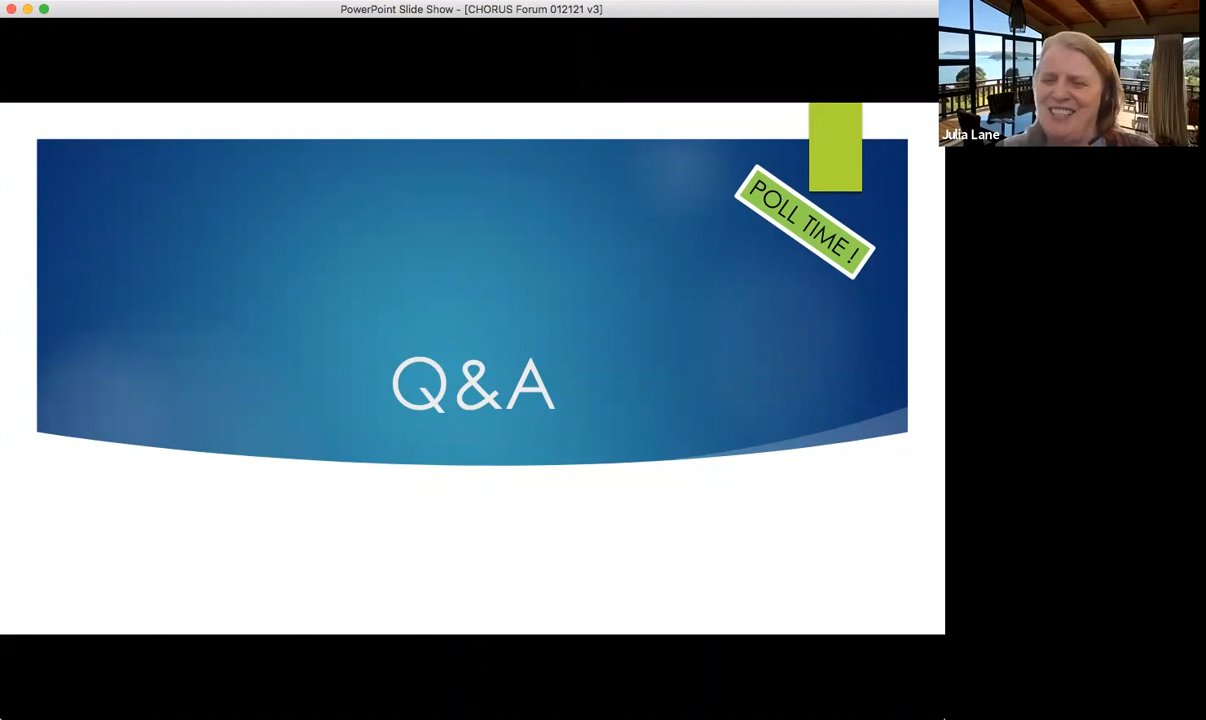 PowerPoint Slide Show - [CHORUS Forum 012121 v3]
Julia Lane
POLL TIME !
Q&A